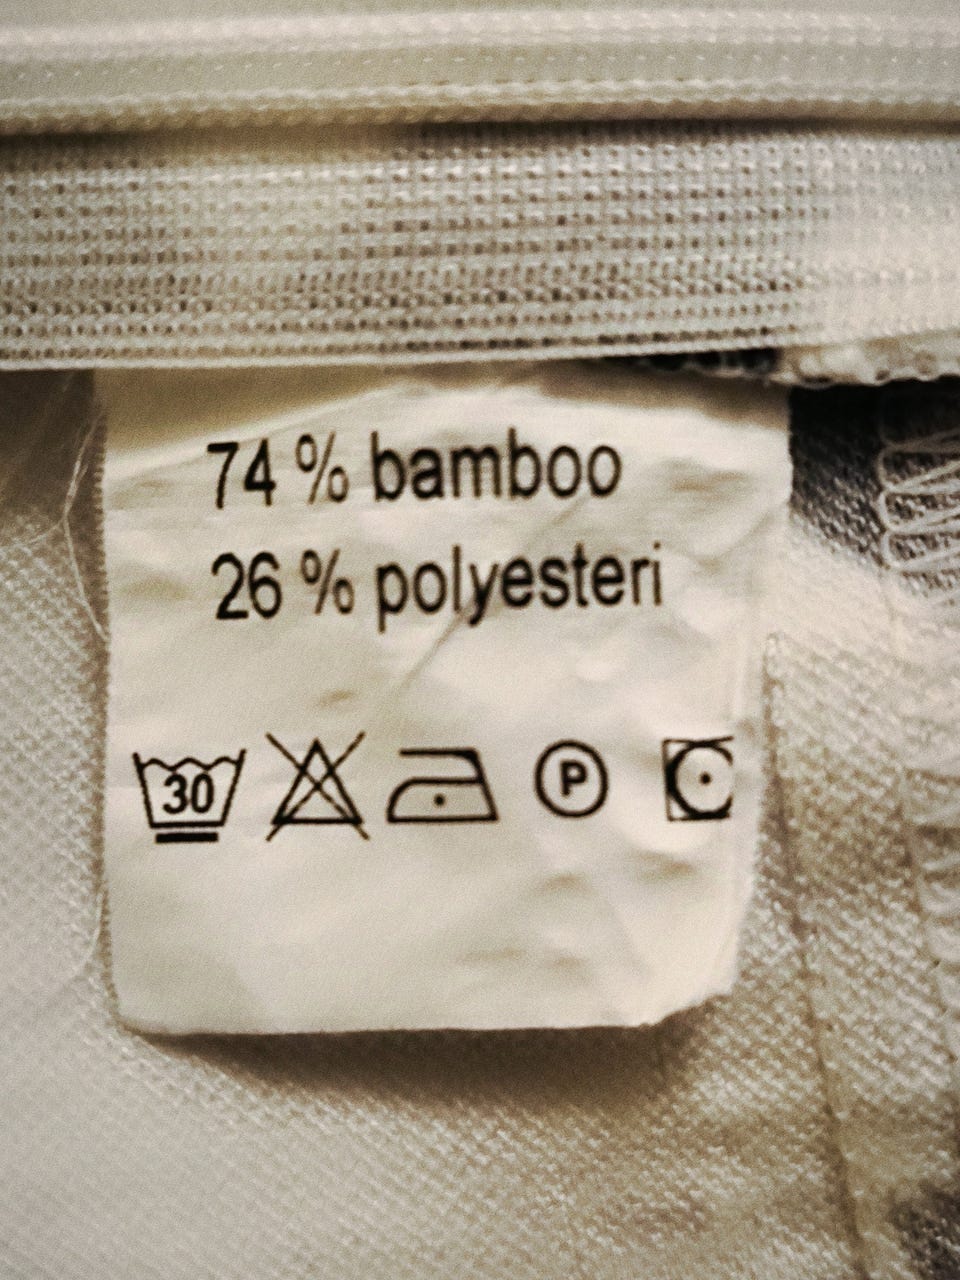 74 % bamboo
26 % polyesteri
30
P